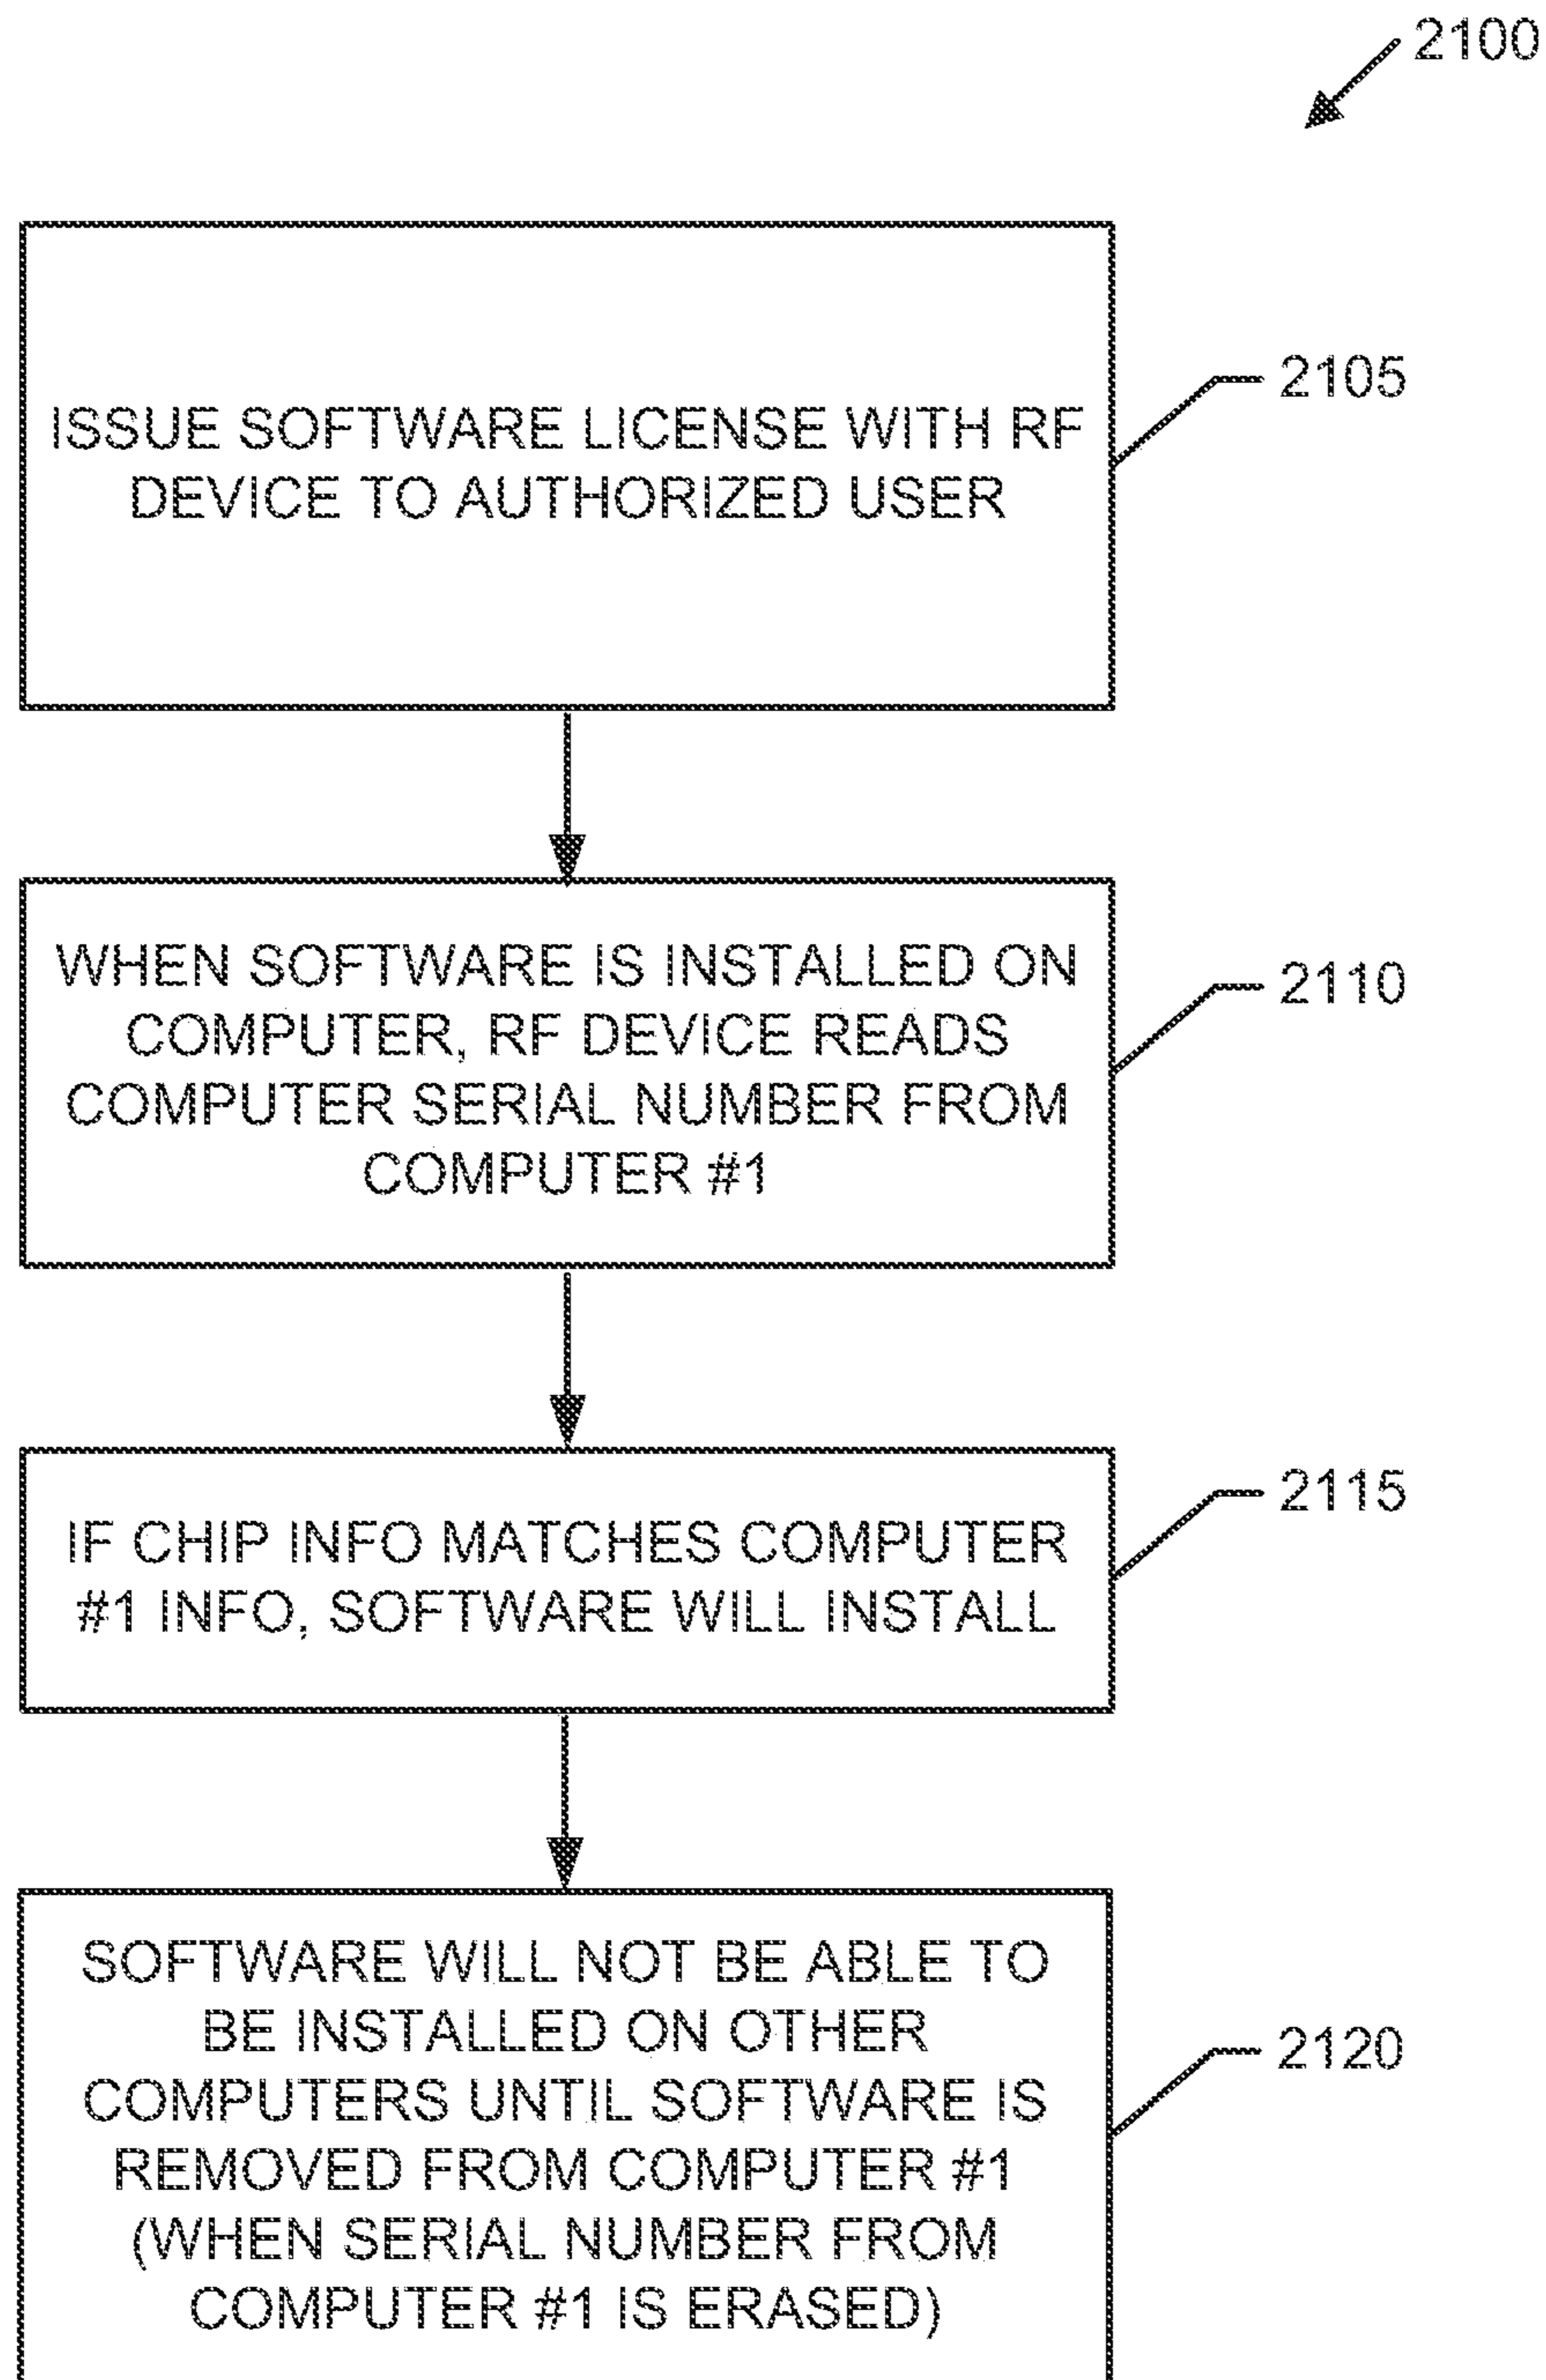 2100
ISSUE SOFTWARE LICENSE WITH RF
DEVICE TO AUTHORIZED USER
2105
WHEN SOFTWARE IS INSTALLED ON
COMPUTER, RF DEVICE READS
COMPUTER SERIAL NUMBER FROM
COMPUTER #1
2110
IF CHIP INFO MATCHES COMPUTER
#1 INFO, SOFTWARE WILL INSTALL
2115
SOFTWARE WILL NOT BE ABLE TO
BE INSTALLED ON OTHER
COMPUTERS UNTIL SOFTWARE IS
REMOVED FROM COMPUTER #1
(WHEN SERIAL NUMBER FROM
COMPUTER #1 IS ERASED)
2120